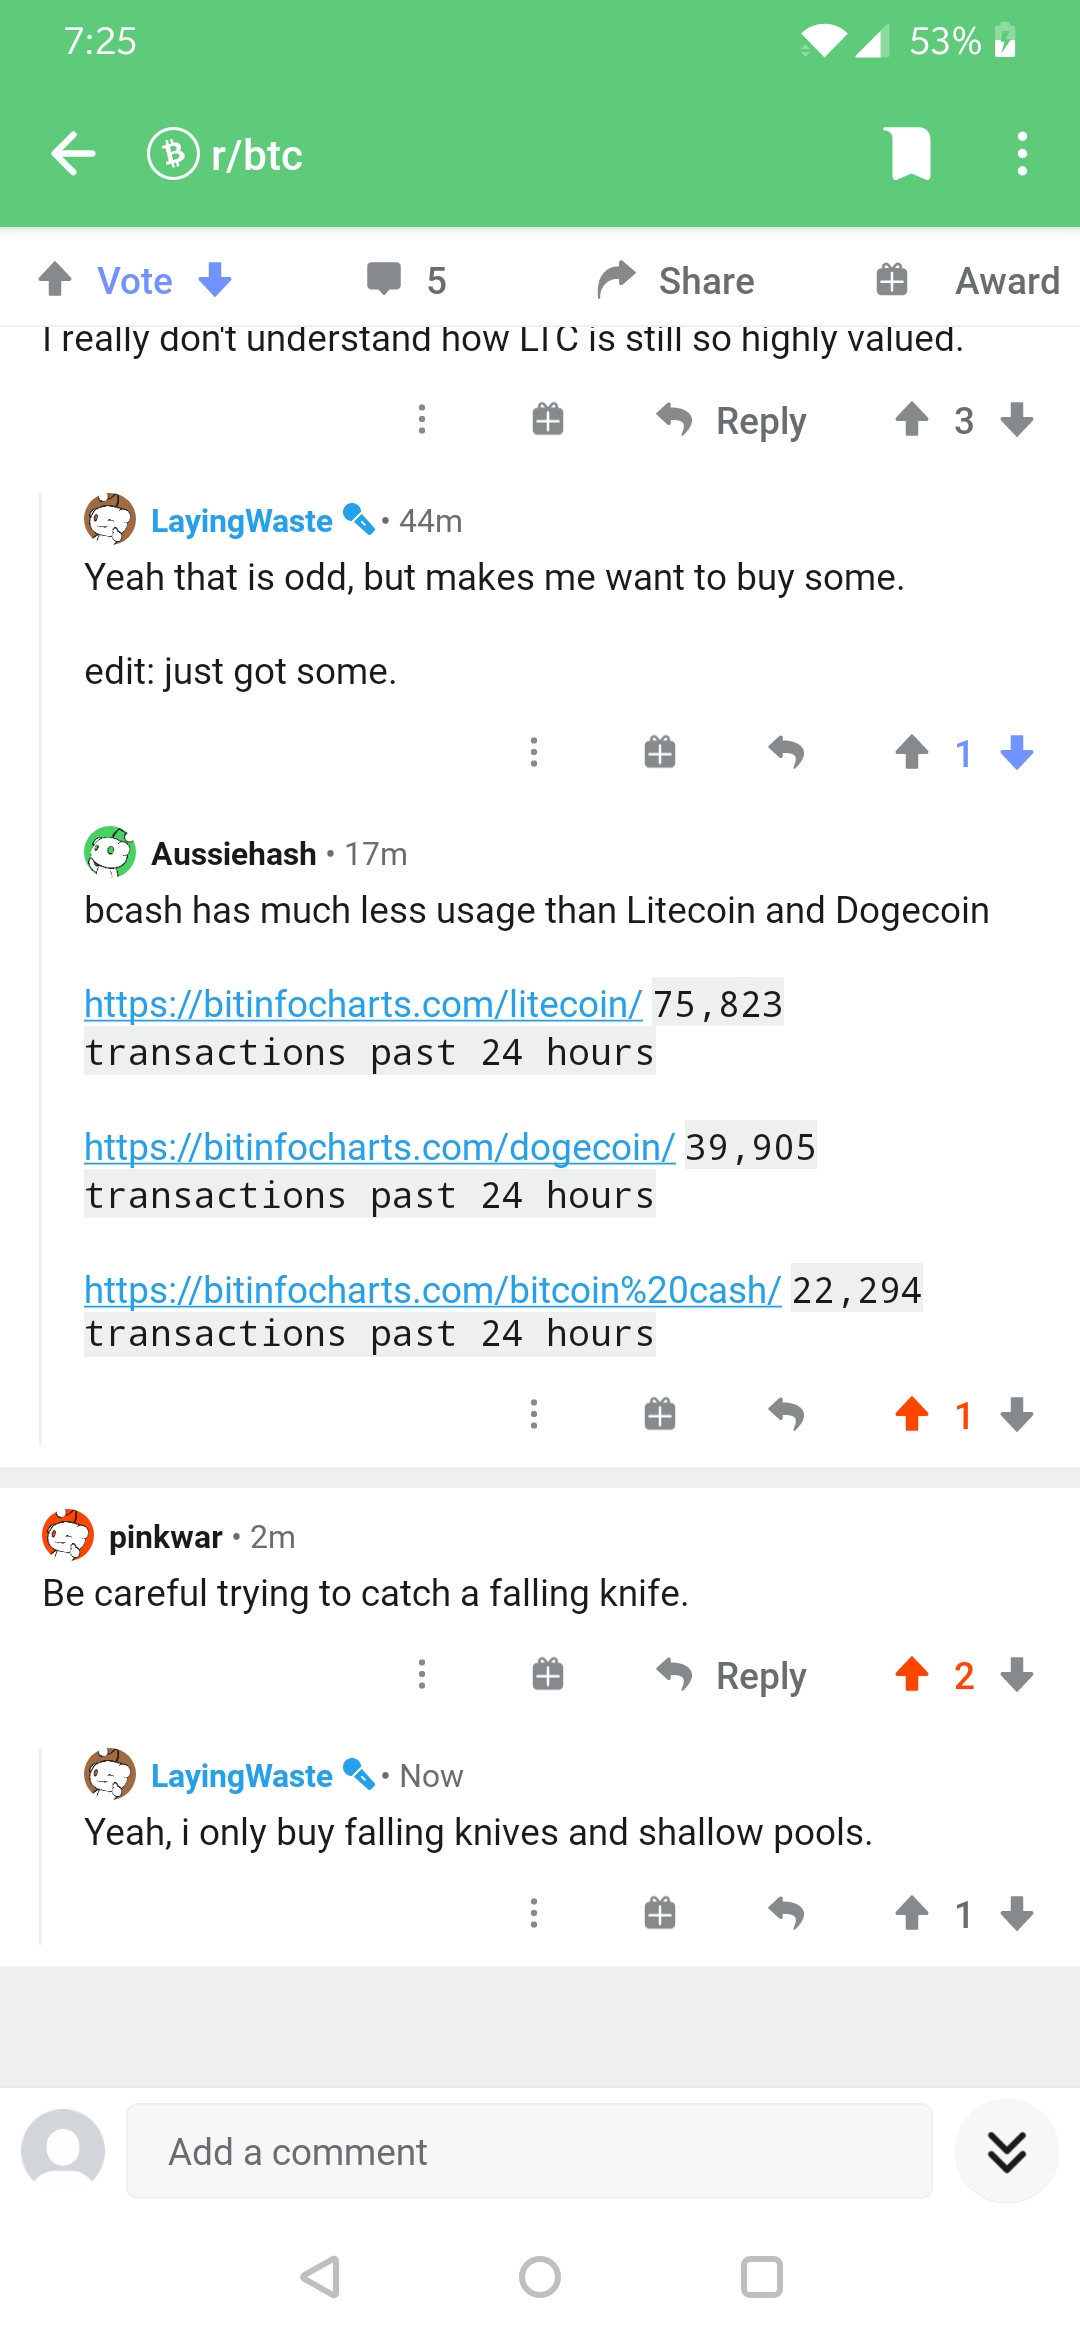 7:25
53%
r/btc
Vote
5
Share
Award
I really don't understand how LTC is still so highly valued.
Reply
3
LayingWaste • 44m
Yeah that is odd, but makes me want to buy some.
edit: just got some.
1
Aussiehash • 17m
bcash has much less usage than Litecoin and Dogecoin
https://bitinfocharts.com/litecoin/ 75,823
transactions past 24 hours
https://bitinfocharts.com/dogecoin/ 39,905
transactions past 24 hours
https://bitinfocharts.com/bitcoin%20cash/ 22,294
transactions past 24 hours
1
pinkwar • 2m
Be careful trying to catch a falling knife.
Reply
2
LayingWaste • Now
Yeah, i only buy falling knives and shallow pools.
1
Add a comment